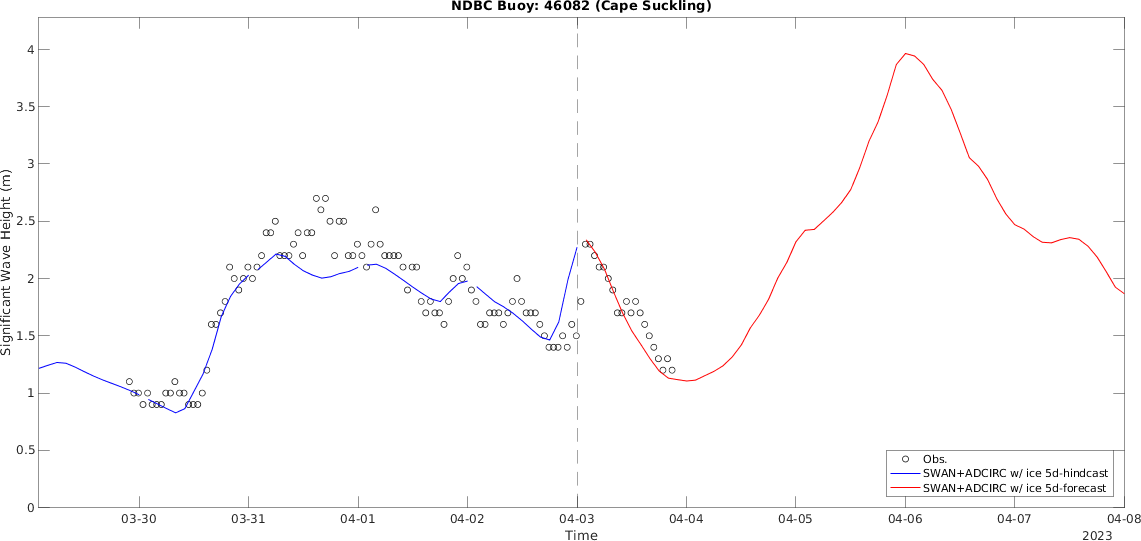 NDBC Buoy: 46082 (Cape Suckling)
4
3.5
3
2.5
2
1.5
1
0.5
0
Significant Wave Height (m)
Obs.
SWAN+ADCIRC w/ ice 5d-hindcast
SWAN+ADCIRC w/ ice 5d-forecast
03-30 03-31 04-01 04-02 04-03 04-04 04-05 04-06 04-07 04-08
Time
2023